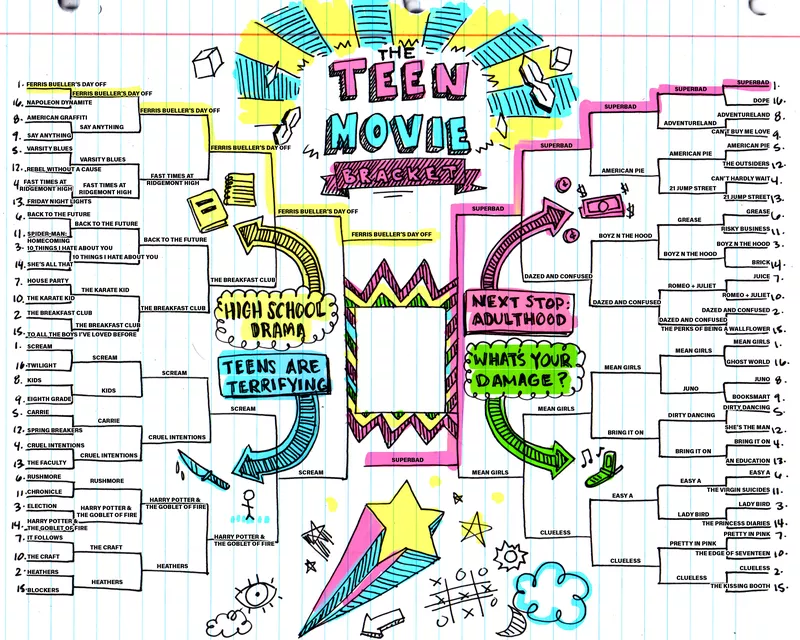 THE
TEEN
MOVIE
BRACKET
1. FERRIS BUELLER'S DAY OFF
FERRIS BUELLER'S DAY OFF
16. NAPOLEON DYNAMITE
FERRIS BUELLER'S DAY OFF
8. AMERICAN GRAFFITI
SAY ANYTHING
9. SAY ANYTHING
FERRIS BUELLER'S DAY OFF
5. VARSITY BLUES
VARSITY BLUES
12. REBEL WITHOUT A CAUSE
FAST TIMES AT
RIDGEMONT HIGH
4. FAST TIMES AT
RIDGEMONT HIGH
FAST TIMES AT
RIDGEMONT HIGH
13. FRIDAY NIGHT LIGHTS
FERRIS BUELLER'S DAY OFF
6. BACK TO THE FUTURE
BACK TO THE FUTURE
11. SPIDER-MAN:
HOMECOMING
BACK TO THE FUTURE
3. 10 THINGS I HATE ABOUT YOU
10 THINGS I HATE ABOUT YOU
14. SHE'S ALL THAT
THE BREAKFAST CLUB
7. HOUSE PARTY
THE KARATE KID
10. THE KARATE KID
THE BREAKFAST CLUB
2. THE BREAKFAST CLUB
THE BREAKFAST CLUB
15. TO ALL THE BOYS I'VE LOVED BEFORE
FERRIS BUELLER'S DAY OFF
HIGH SCHOOL
DRAMA
TEENS ARE
TERRIFYING
1. SCREAM
SCREAM
16. TWILIGHT
SCREAM
8. KIDS
KIDS
9. EIGHTH GRADE
SCREAM
5. CARRIE
CARRIE
12. SPRING BREAKERS
CRUEL INTENTIONS
4. CRUEL INTENTIONS
CRUEL INTENTIONS
13. THE FACULTY
SCREAM
6. RUSHMORE
RUSHMORE
11. CHRONICLE
HARRY POTTER &
THE GOBLET OF FIRE
3. ELECTION
HARRY POTTER &
THE GOBLET OF FIRE
14. HARRY POTTER &
THE GOBLET OF FIRE
HARRY POTTER &
THE GOBLET OF FIRE
7. IT FOLLOWS
THE CRAFT
10. THE CRAFT
HEATHERS
2. HEATHERS
HEATHERS
15. BLOCKERS
SUPERBAD 1.
SUPERBAD
DOPE 16.
SUPERBAD
ADVENTURELAND 8.
ADVENTURELAND
CAN'T BUY ME LOVE 9.
SUPERBAD
AMERICAN PIE 5.
AMERICAN PIE
THE OUTSIDERS 12.
AMERICAN PIE
CAN'T HARDLY WAIT 4.
21 JUMP STREET
21 JUMP STREET 13.
SUPERBAD
GREASE 6.
GREASE
RISKY BUSINESS 11.
BOYZ N THE HOOD
BOYZ N THE HOOD 3.
BOYZ N THE HOOD
BRICK 14.
DAZED AND CONFUSED
JUICE 7.
ROMEO + JULIET
ROMEO + JULIET 10.
DAZED AND CONFUSED
DAZED AND CONFUSED 2.
DAZED AND CONFUSED
THE PERKS OF BEING A WALLFLOWER 15.
NEXT STOP:
ADULTHOOD
WHAT'S YOUR
DAMAGE?
MEAN GIRLS 1.
MEAN GIRLS
GHOST WORLD 16.
MEAN GIRLS
JUNO 8.
JUNO
BOOKSMART 9.
MEAN GIRLS
DIRTY DANCING 5.
DIRTY DANCING
SHE'S THE MAN 12.
BRING IT ON
BRING IT ON 4.
BRING IT ON
AN EDUCATION 13.
SUPERBAD
MEAN GIRLS
EASY A 6.
EASY A
THE VIRGIN SUICIDES 11.
EASY A
LADY BIRD 3.
LADY BIRD
THE PRINCESS DIARIES 14.
CLUELESS
PRETTY IN PINK 7.
PRETTY IN PINK
THE EDGE OF SEVENTEEN 10.
CLUELESS
CLUELESS 2.
CLUELESS
THE KISSING BOOTH 15.